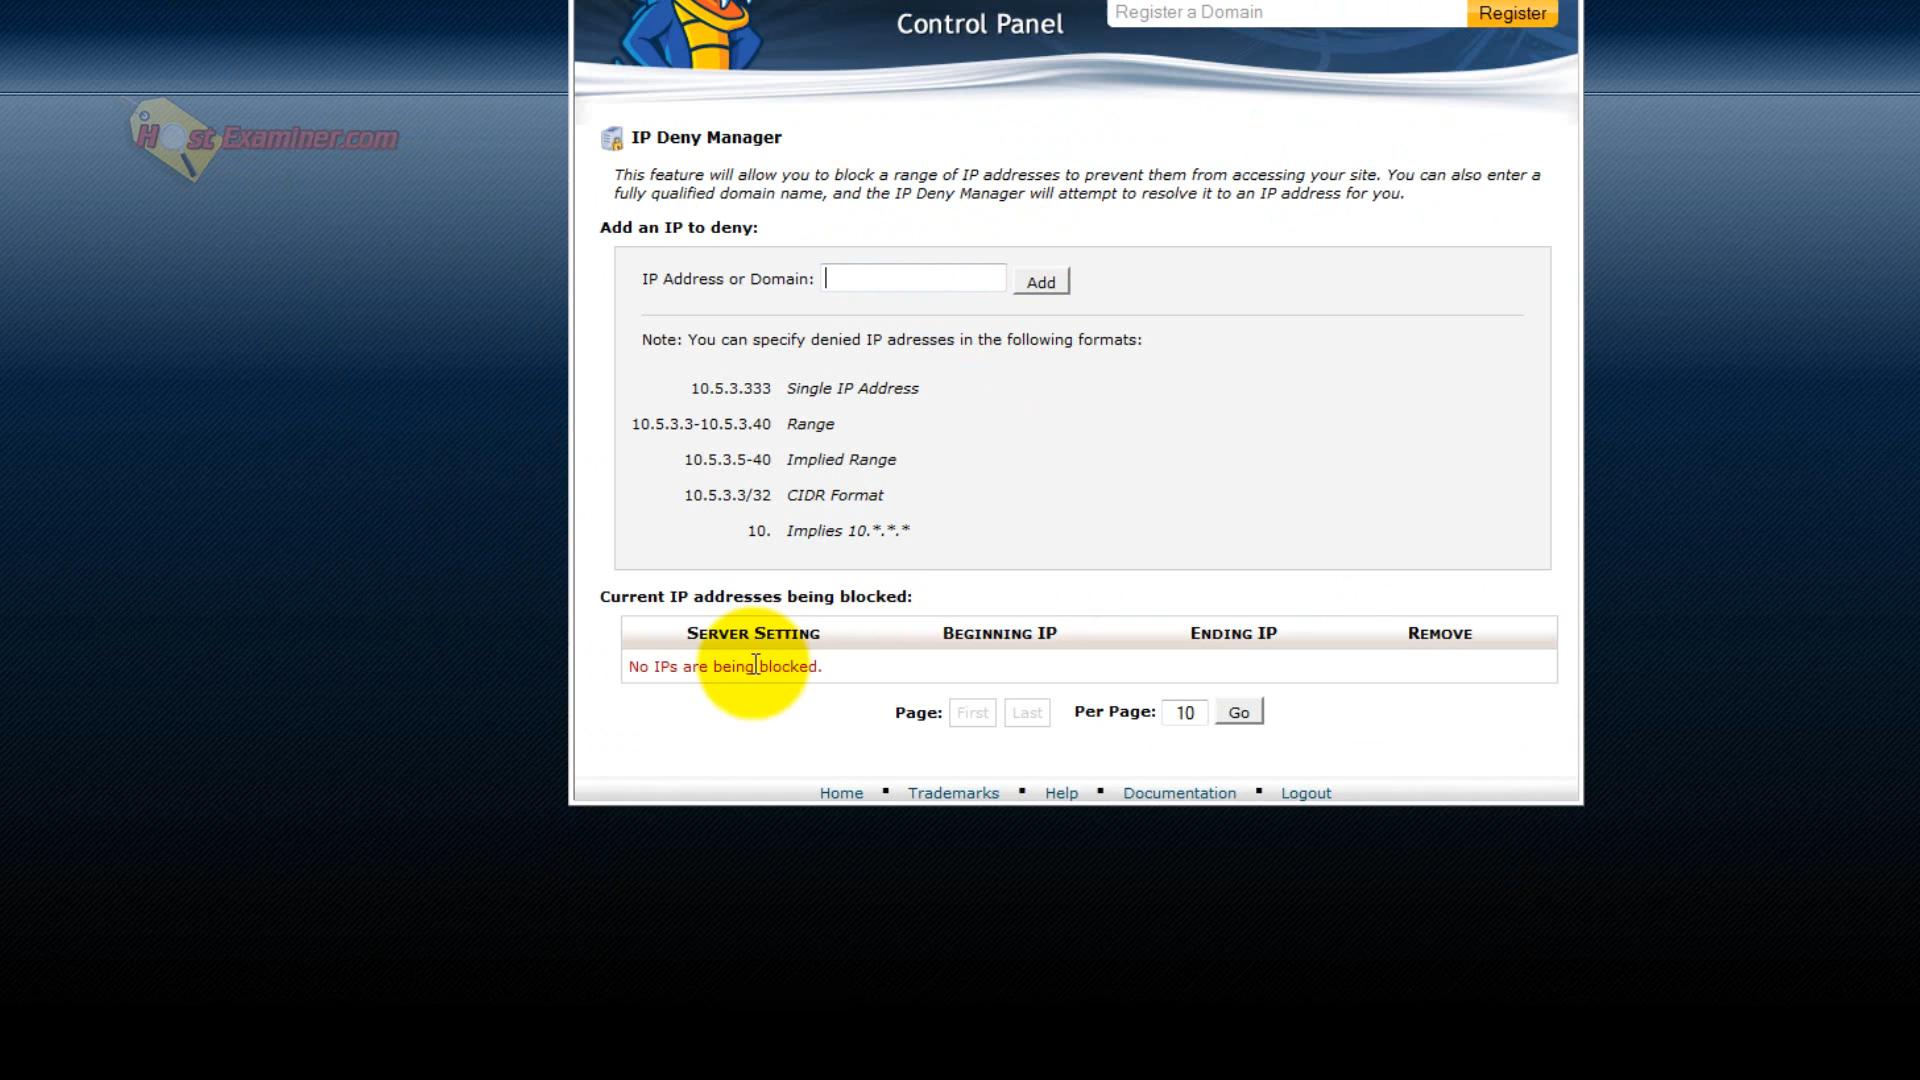 Control Panel
Register a Domain
Register
HostExaminer.com
IP Deny Manager
This feature will allow you to block a range of IP addresses to prevent them from accessing your site. You can also enter a
fully qualified domain name, and the IP Deny Manager will attempt to resolve it to an IP address for you.
Add an IP to deny:
IP Address or Domain:
Add
Note: You can specify denied IP adresses in the following formats:
10.5.3.333 Single IP Address
10.5.3.3-10.5.3.40 Range
10.5.3.5-40 Implied Range
10.5.3.3/32 CIDR Format
10. Implies 10.*.*.*
Current IP addresses being blocked:
SERVER SETTING BEGINNING IP ENDING IP REMOVE
No IPs are being blocked.
Page: First Last Per Page: 10 Go
Home ▪ Trademarks ▪ Help ▪ Documentation ▪ Logout